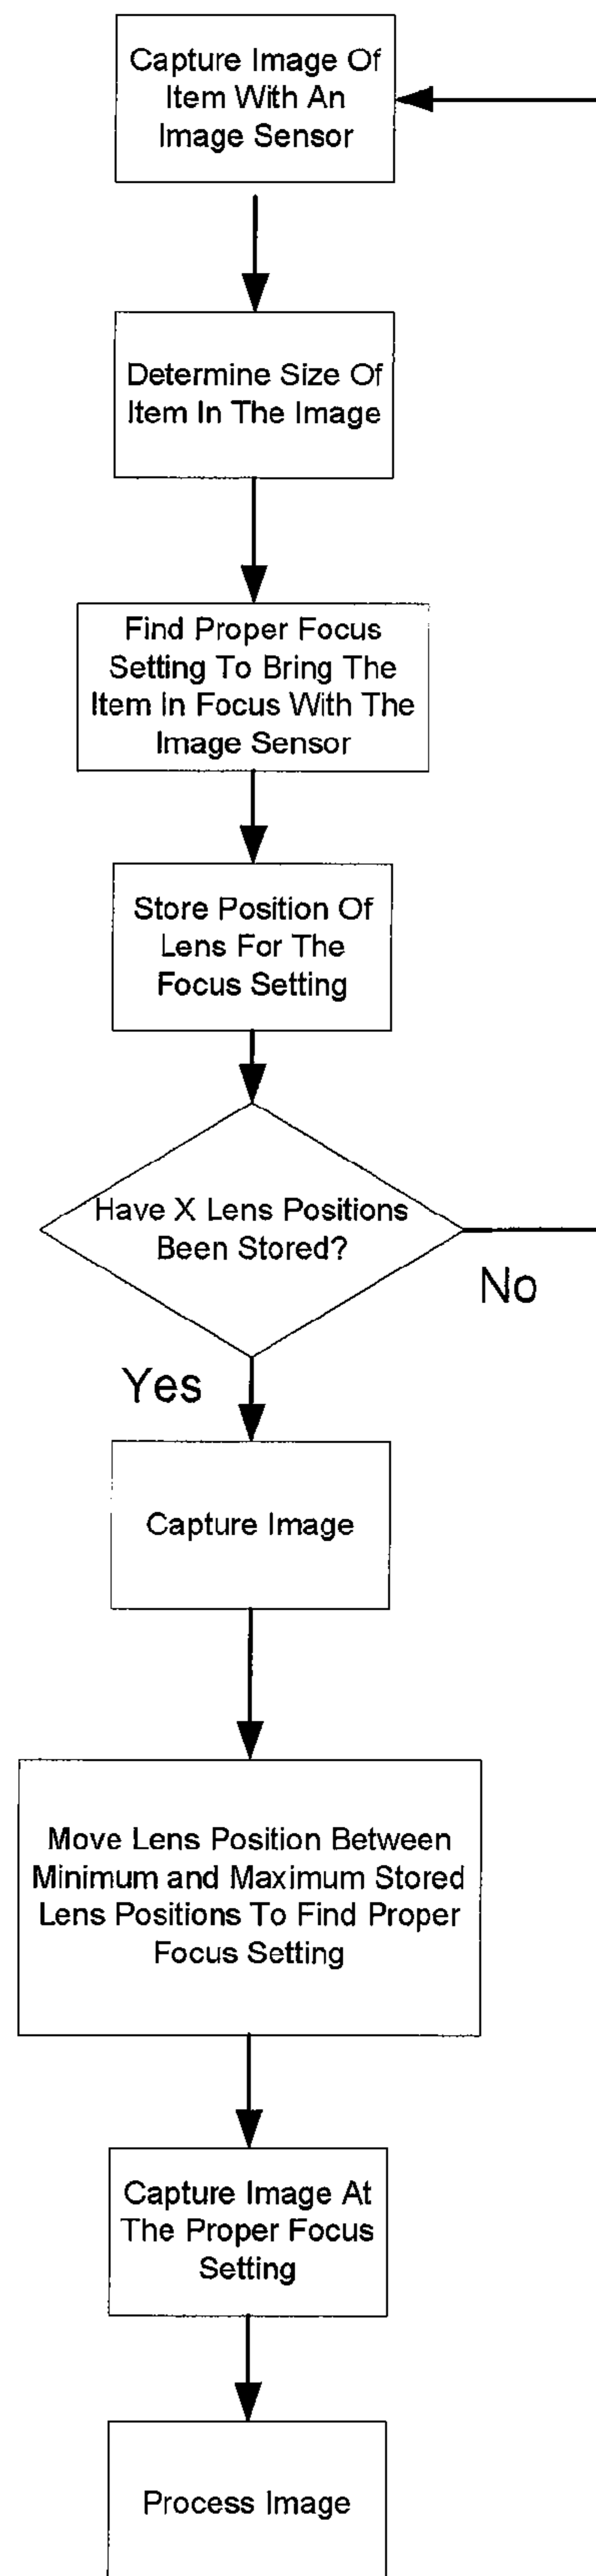 Capture Image Of
Item With An
Image Sensor
Determine Size Of
Item In The Image
Find Proper Focus
Setting To Bring The
Item In Focus With The
Image Sensor
Store Position Of
Lens For The
Focus Setting
Have X Lens Positions
Been Stored?
No
Yes
Capture Image
Move Lens Position Between
Minimum and Maximum Stored
Lens Positions To Find Proper
Focus Setting
Capture Image At
The Proper Focus
Setting
Process Image